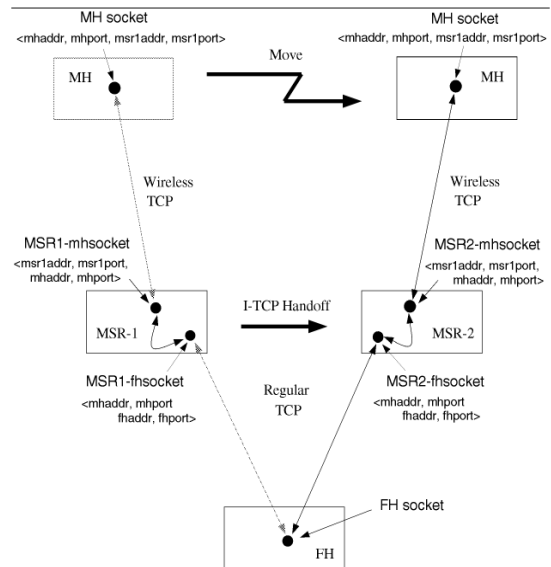 MH socket
<mhaddr, mhport, msr1addr, msr1port>
MH
Move
MH socket
<mhaddr, mhport, msr1addr, msr1port>
MH
Wireless
TCP
Wireless
TCP
MSR1-mhsocket
<msr1addr, msr1port,
mhaddr, mhport>
MSR-1
I-TCP Handoff
MSR2-mhsocket
<msr1addr, msr1port,
mhaddr, mhport>
MSR-2
MSR1-fhsocket
<mhaddr, mhport
fhaddr, fhport>
Regular
TCP
MSR2-fhsocket
<mhaddr, mhport
fhaddr, fhport>
FH socket
FH